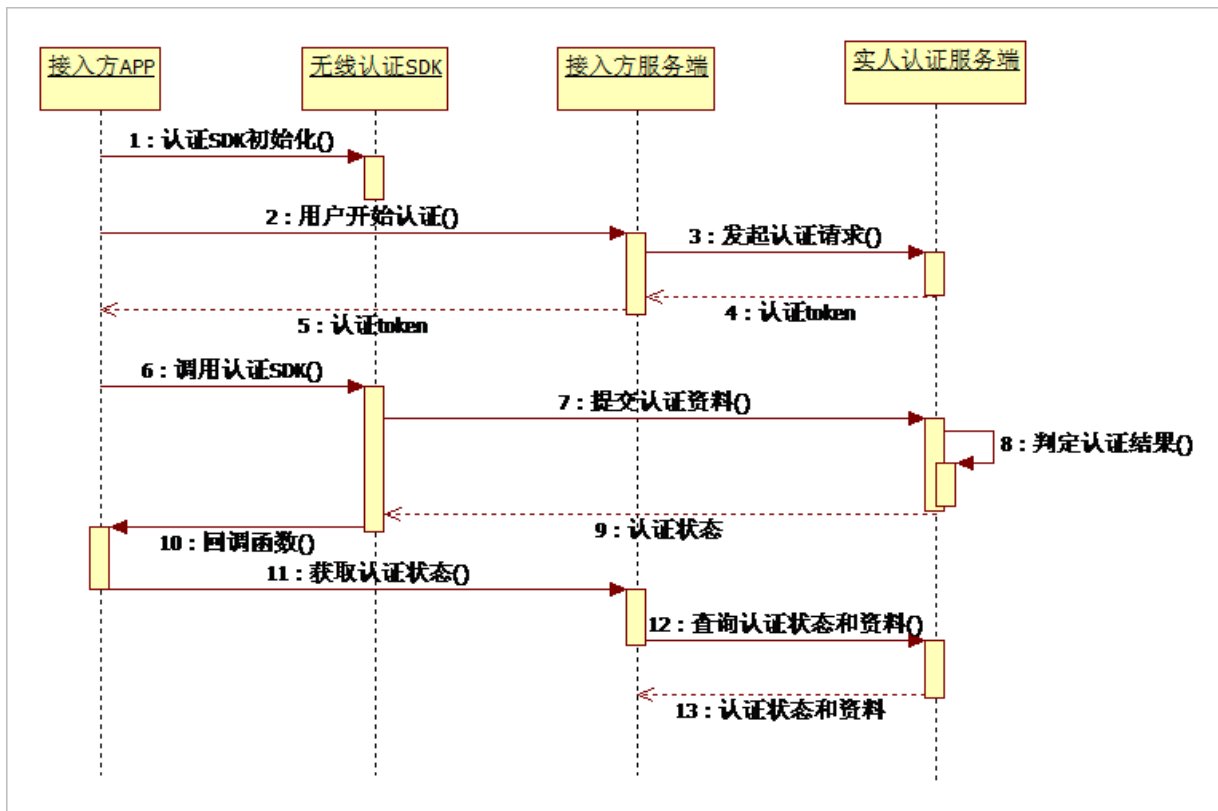 接入方APP
无线认证SDK
接入方服务端
实人认证服务端
1：认证SDK初始化()
2：用户开始认证()
3：发起认证请求()
4：认证token
5：认证token
6：调用认证SDK()
7：提交认证资料()
8：判定认证结果()
9：认证状态
10：回调函数()
11：获取认证状态()
12：查询认证状态和资料()
13：认证状态和资料